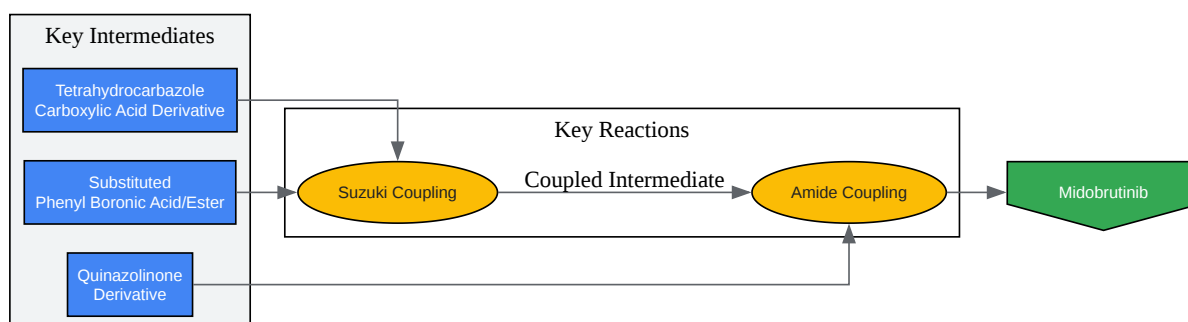 Key Intermediates
Tetrahydrocarbazole
Carboxylic Acid Derivative
Key Reactions
Substituted
Phenyl Boronic Acid/Ester
Suzuki Coupling
Coupled Intermediate
Amide Coupling
Midobrutinib
Quinazolinone
Derivative